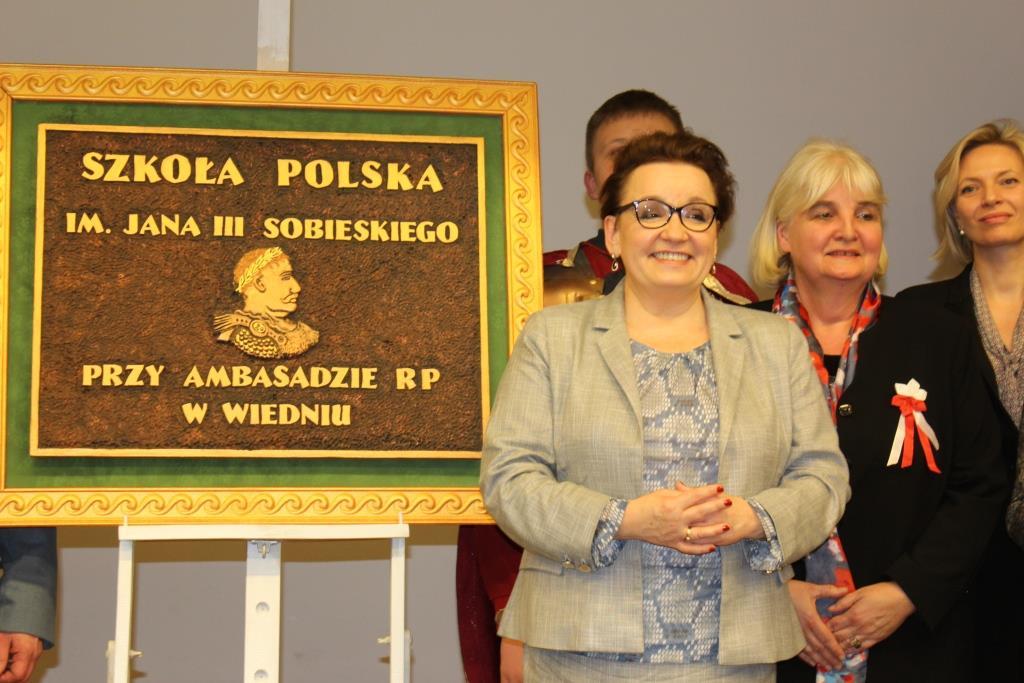 SZKOŁA POLSKA
IM. JANA III SOBIESKIEGO
PRZY AMBASADZIE RP
W WIEDNIU